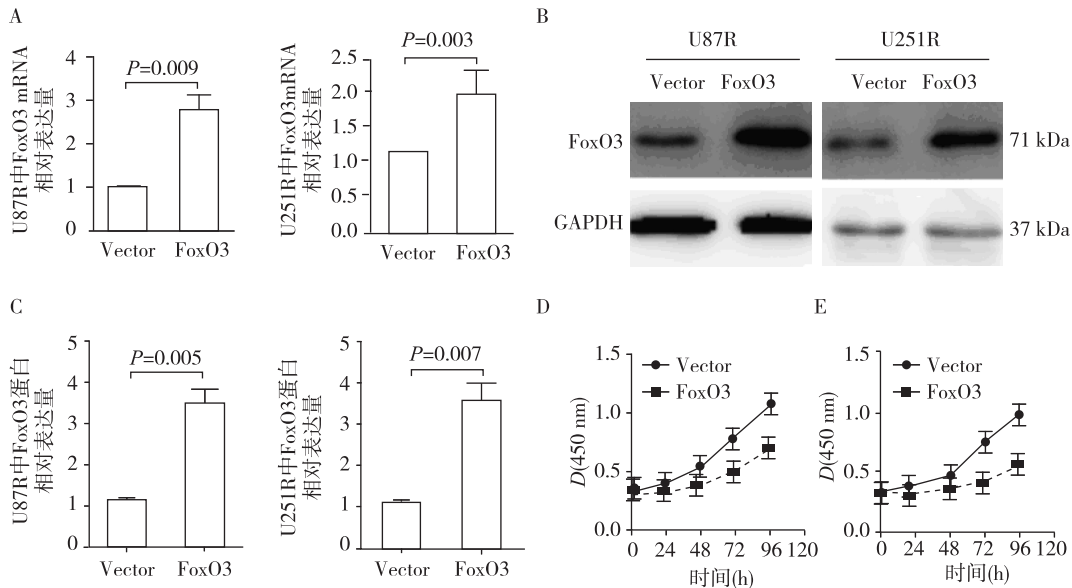 A
U87R中FoxO3 mRNA
相对表达量
4
3
2
1
0
P=0.009
Vector
FoxO3
U251R中FoxO3mRNA
相对表达量
2.5
2.0
1.5
1.0
0.5
0.0
P=0.003
Vector
FoxO3
B
U87R
U251R
Vector FoxO3
Vector FoxO3
FoxO3
71 kDa
GAPDH
37 kDa
C
U87R中FoxO3蛋白
相对表达量
5
4
3
2
1
0
P=0.005
Vector
FoxO3
U251R中FoxO3蛋白
相对表达量
5
4
3
2
1
0
P=0.007
Vector
FoxO3
D
D(450 nm)
1.5
1.0
0.5
0.0
Vector
FoxO3
0 24 48 72 96 120
时间(h)
E
D(450 nm)
1.5
1.0
0.5
0.0
Vector
FoxO3
0 24 48 72 96 120
时间(h)